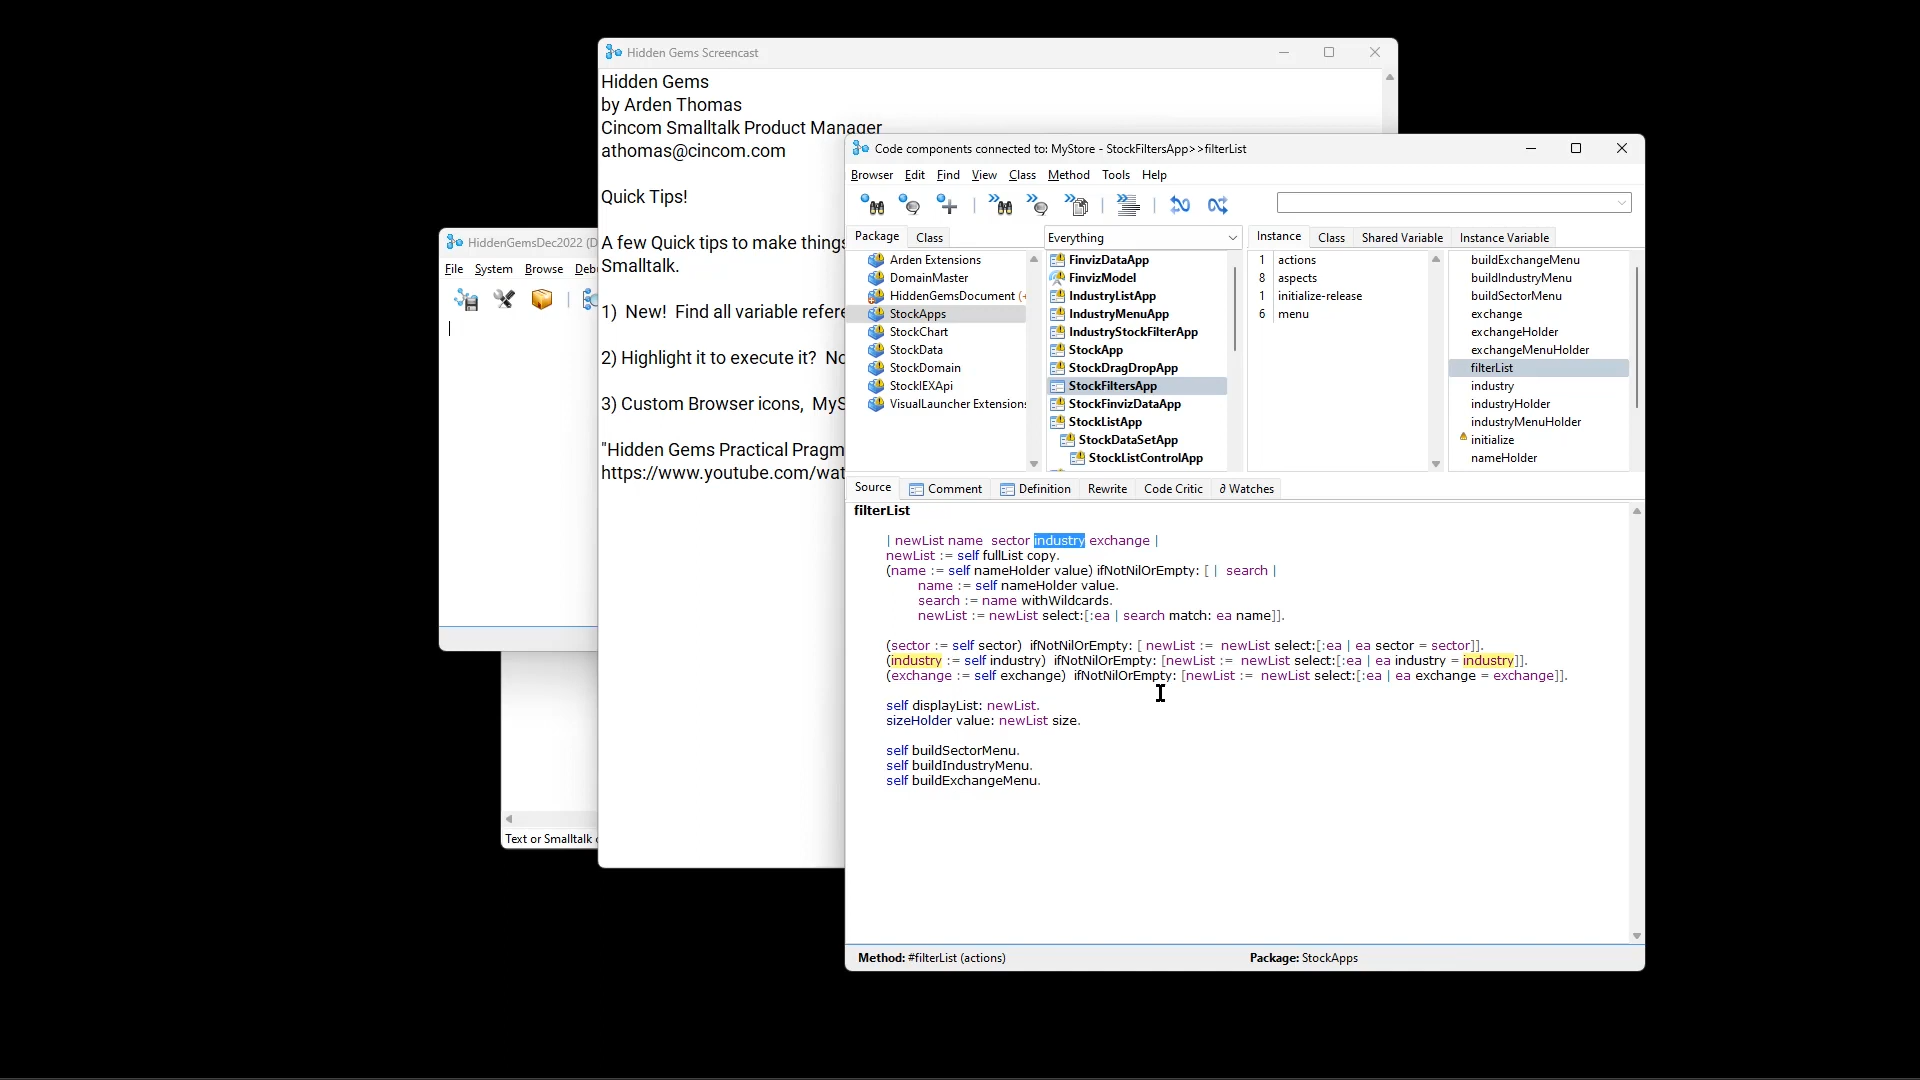 Hidden Gems Screencast
Hidden Gems
by Arden Thomas
Cincom Smalltalk Product Manager
athomas@cincom.com
Quick Tips!
A few Quick tips to make things
Smalltalk.
1)  New!  Find all variable refere
2) Highlight it to execute it?  No
3) Custom Browser icons,  MyS
"Hidden Gems Practical Pragm
https://www.youtube.com/wat
HiddenGemsDec2022 (D
File System Browse Deb
Text or Smalltalk
Code components connected to: MyStore - StockFiltersApp>>filterList
Browser Edit Find View Class Method Tools Help
Package Class
Everything
Instance Class Shared Variable Instance Variable
Arden Extensions
DomainMaster
HiddenGemsDocument (+
StockApps
StockChart
StockData
StockDomain
StockIEXApi
VisualLauncher Extensions
FinvizDataApp
FinvizModel
IndustryListApp
IndustryMenuApp
IndustryStockFilterApp
StockApp
StockDragDropApp
StockFiltersApp
StockFinvizDataApp
StockListApp
StockDataSetApp
StockListControlApp
1 actions
8 aspects
1 initialize-release
6 menu
buildExchangeMenu
buildIndustryMenu
buildSectorMenu
exchange
exchangeHolder
exchangeMenuHolder
filterList
industry
industryHolder
industryMenuHolder
initialize
nameHolder
Source Comment Definition Rewrite Code Critic ∂ Watches
filterList
| newList name  sector industry exchange |
newList := self fullList copy.
(name := self nameHolder value) ifNotNilOrEmpty: [ |  search |
name := self nameHolder value.
search := name withWildcards.
newList := newList select:[:ea | search match: ea name]].
(sector := self sector)  ifNotNilOrEmpty: [ newList :=  newList select:[:ea | ea sector = sector]].
(industry := self industry)  ifNotNilOrEmpty: [newList :=  newList select:[:ea | ea industry = industry]].
(exchange := self exchange)  ifNotNilOrEmpty: [newList :=  newList select:[:ea | ea exchange = exchange]].
self displayList: newList.
sizeHolder value: newList size.
self buildSectorMenu.
self buildIndustryMenu.
self buildExchangeMenu.
Method: #filterList (actions)
Package: StockApps